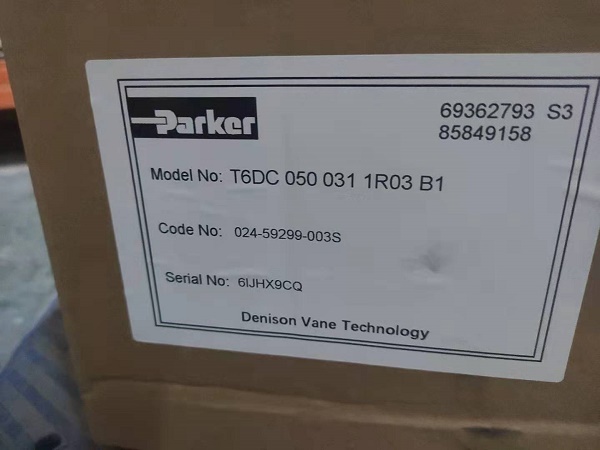 Parker
69362793 S3
85849158
Model No: T6DC 050 031 1R03 B1
Code No: 024-59299-003S
Serial No: 6IJHX9CQ
Denison Vane Technology